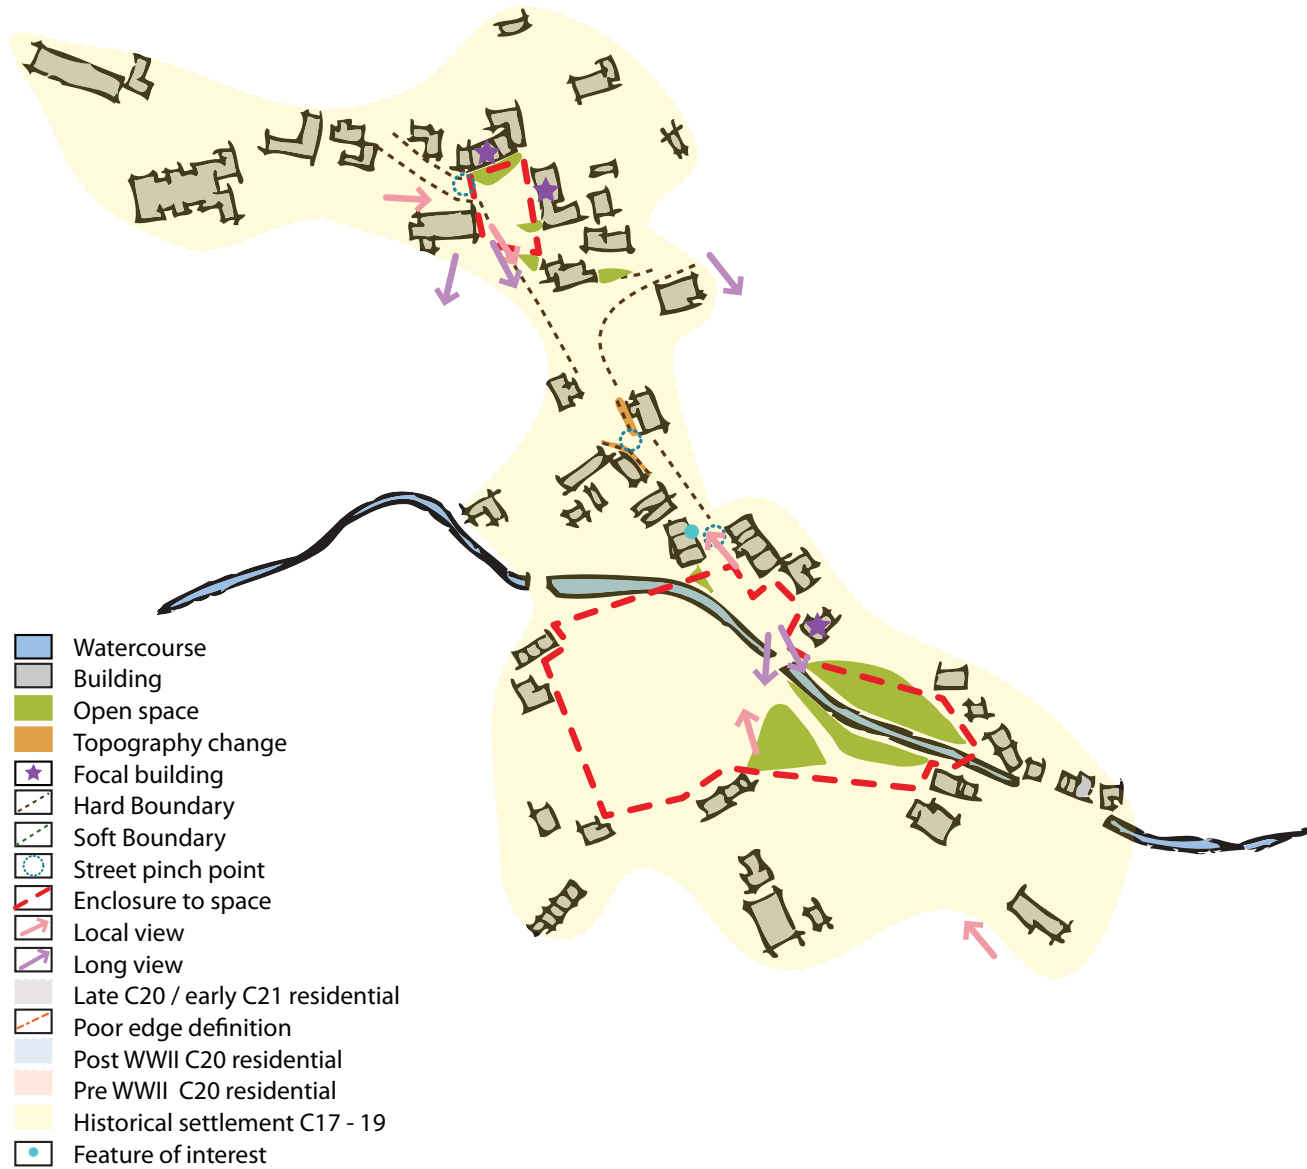 Watercourse
Building
Open space
Topography change
Focal building
Hard Boundary
Soft Boundary
Street pinch point
Enclosure to space
Local view
Long view
Late C20 / early C21 residential
Poor edge definition
Post WWII C20 residential
Pre WWII  C20 residential
Historical settlement C17 - 19
Feature of interest